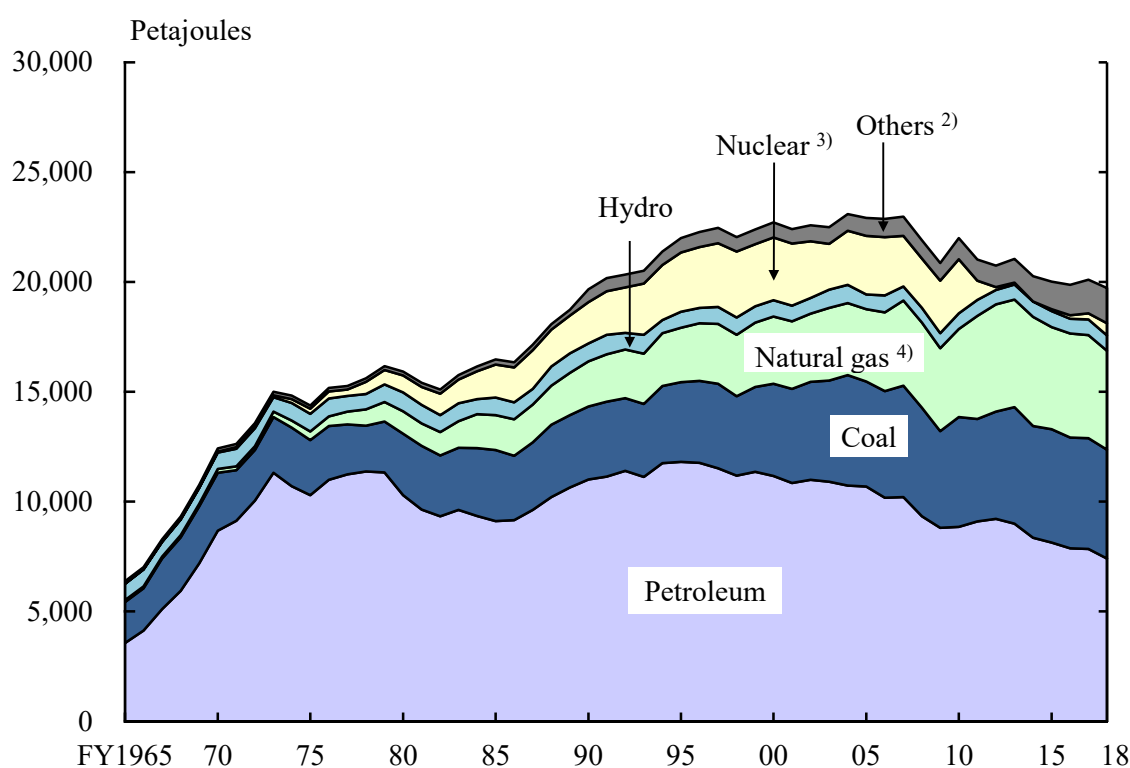 Petajoules
30,000
25,000
20,000
15,000
10,000
5,000
0
Others 2)
Nuclear 3)
Hydro
Natural gas 4)
Coal
Petroleum
FY1965 70 75 80 85 90 95 00 05 10 15 18